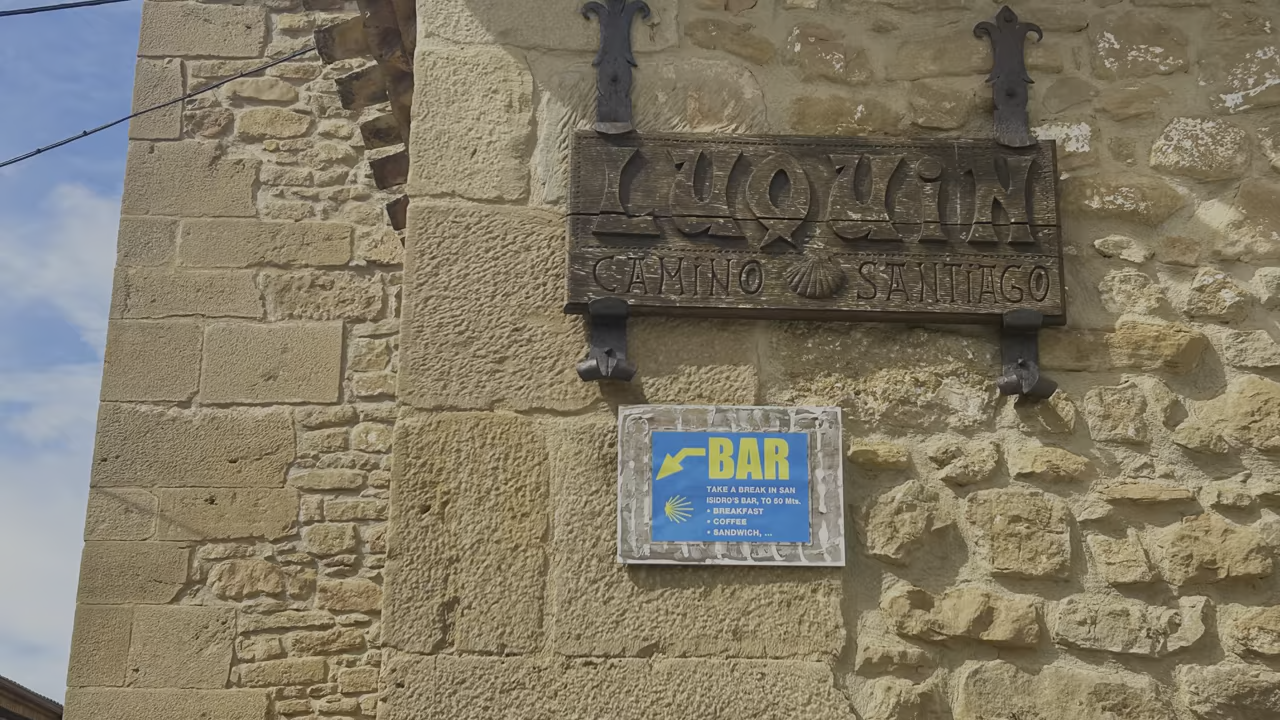 LUQUiN
CAMiNO SANTiAGO
BAR
TAKE A BREAK IN SAN
ISIDRO'S BAR, TO 50 Mts.
• BREAKFAST
• COFFEE
• SANDWICH, ...